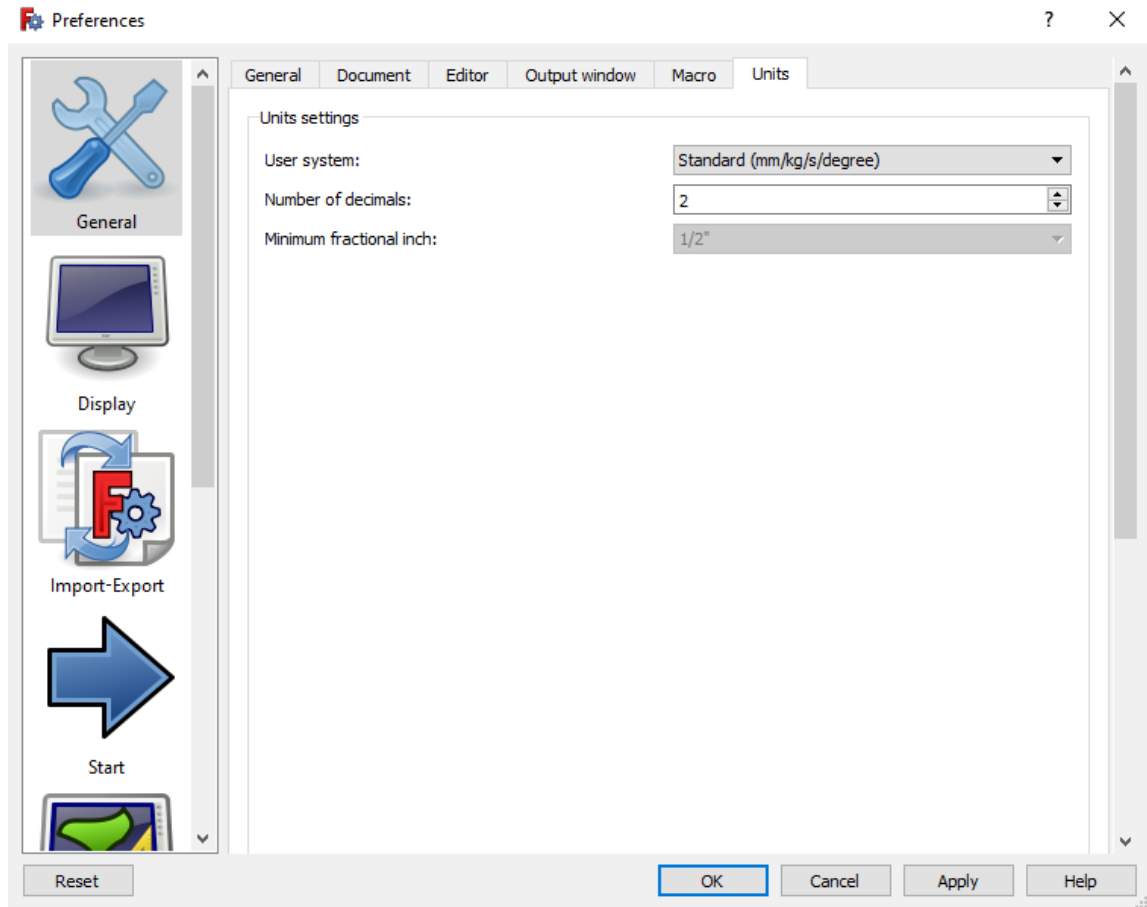 Preferences
?
General
Document
Editor
Output window
Macro
Units
Units settings
User system:
Standard (mm/kg/s/degree)
Number of decimals:
2
Minimum fractional inch:
1/2"
General
Display
Import-Export
Start
Reset
OK
Cancel
Apply
Help